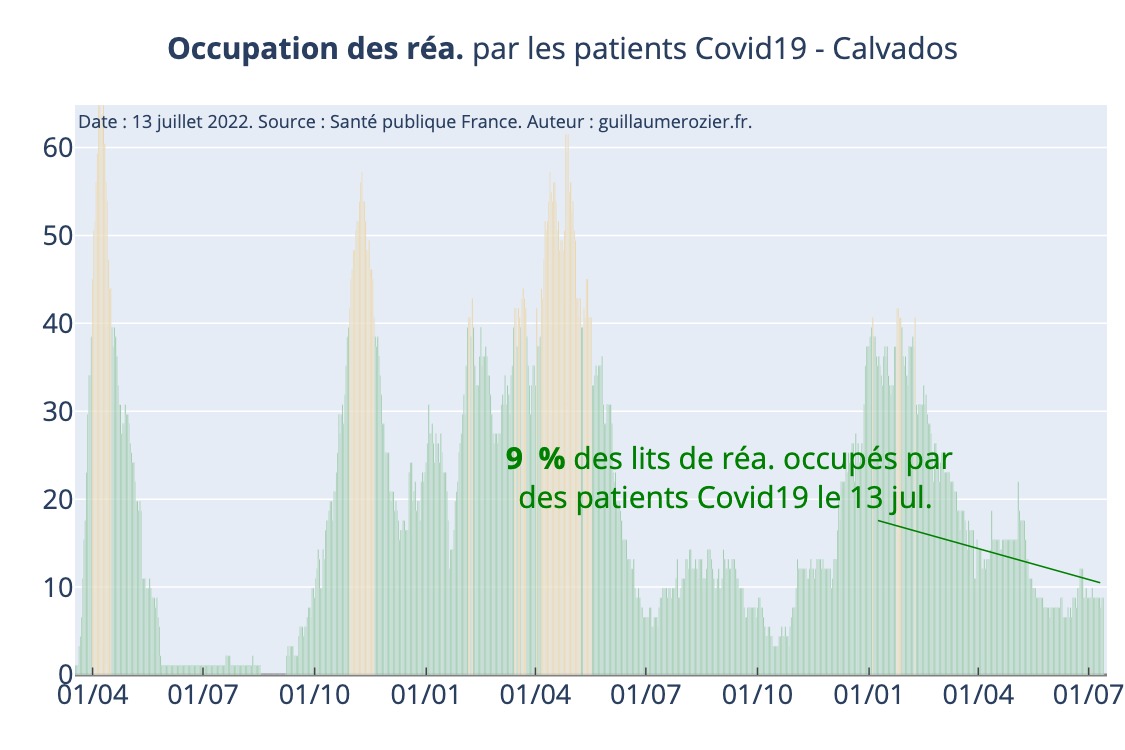 Occupation des réa. par les patients Covid19 - Calvados
Date : 13 juillet 2022. Source : Santé publique France. Auteur : guillaumerozier.fr.
60
50
40
30
20
10
0
9 % des lits de réa. occupés par
des patients Covid19 le 13 jul.
01/04 01/07 01/10 01/01 01/04 01/07 01/10 01/01 01/04 01/07